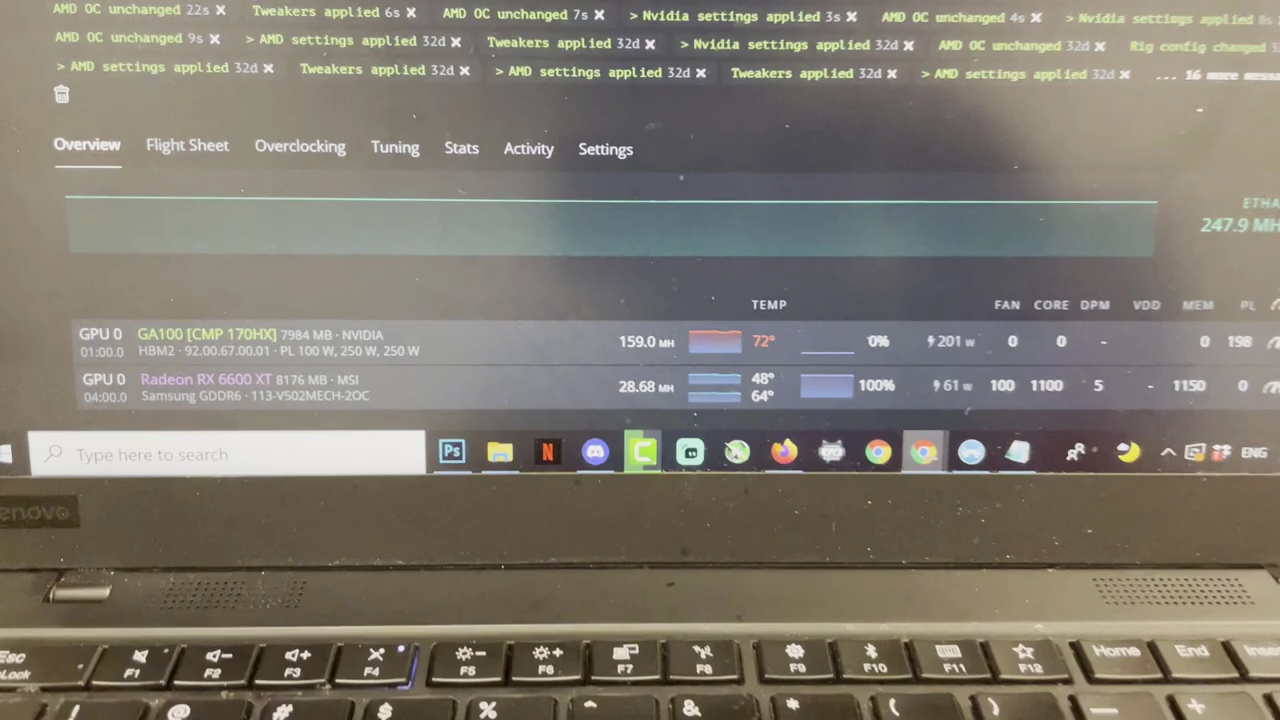 AMD OC unchanged 22s × Tweakers applied 6s × AMD OC unchanged 7s × > Nvidia settings applied 3s × AMD OC unchanged 4s × > Nvidia settings applied
AMD OC unchanged 9s × > AMD settings applied 32d × Tweakers applied 32d × > Nvidia settings applied 32d × AMD OC unchanged 32d × Rig config changed
> AMD settings applied 32d × Tweakers applied 32d × > AMD settings applied 32d × Tweakers applied 32d × > AMD settings applied 32d × ... 16 more messa
Overview Flight Sheet Overclocking Tuning Stats Activity Settings
ETHA
247.9 MH
TEMP FAN CORE DPM VDD MEM PL
GPU 0 GA100 [CMP 170HX] 7984 MB · NVIDIA 159.0 MH 72° 0% 201 W 0 0 - 0 198
01:00.0 HBM2 · 92.00.67.00.01 · PL 100 W, 250 W, 250 W
GPU 0 Radeon RX 6600 XT 8176 MB · MSI 28.68 MH 48° 100% 61 W 100 1100 5 - 1150 0
04:00.0 Samsung GDDR6 · 113-V502MECH-2OC 64°
Type here to search Ps N ENG
enovo
Esc F1 F2 F3 F4 F5 F6 F7 F8 F9 F10 F11 F12 Home End Inser
Lock
! @ # $ % ^ & * ( ) — +